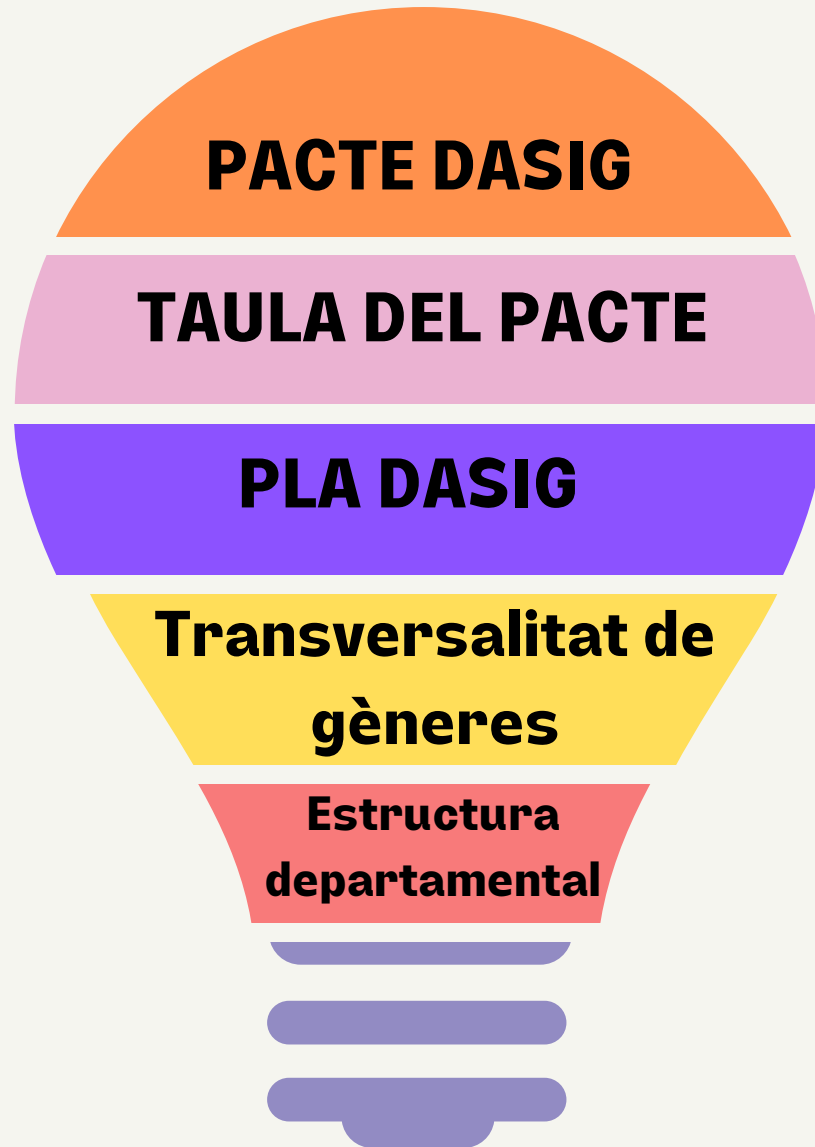 PACTE DASIG
TAULA DEL PACTE
PLA DASIG
Transversalitat de
gèneres
Estructura
departamental